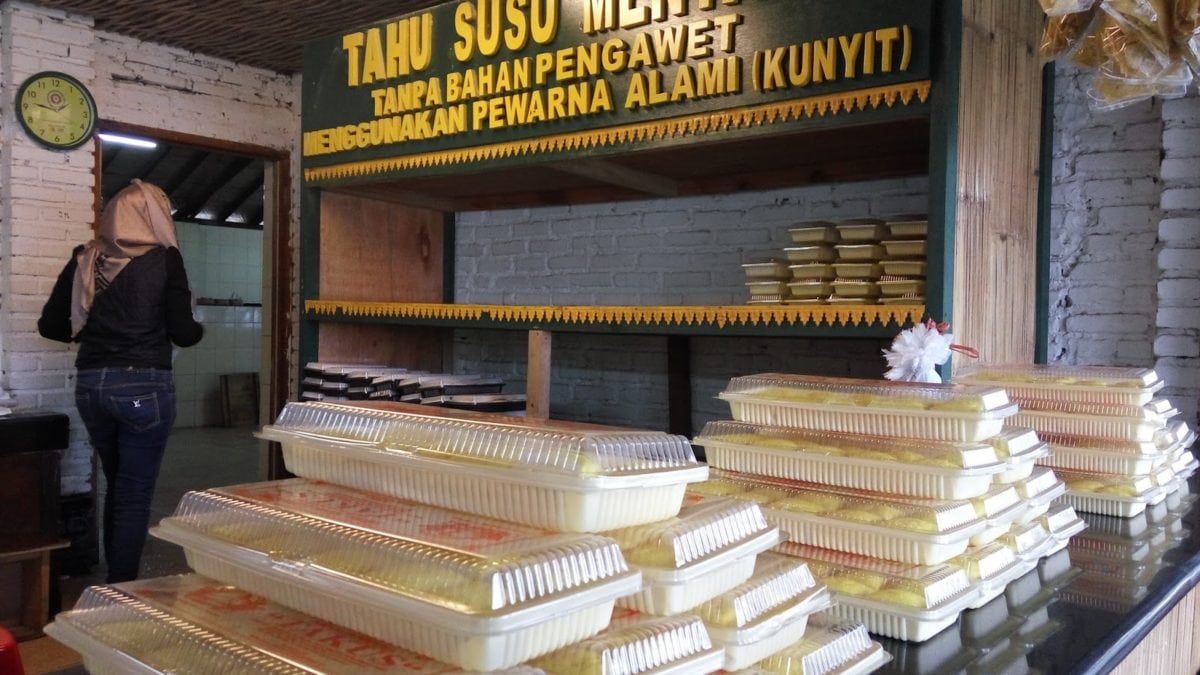 TAHU SUSU
TANPA BAHAN PENGAWET
MENGGUNAKAN PEWARNA ALAMI (KUNYIT)